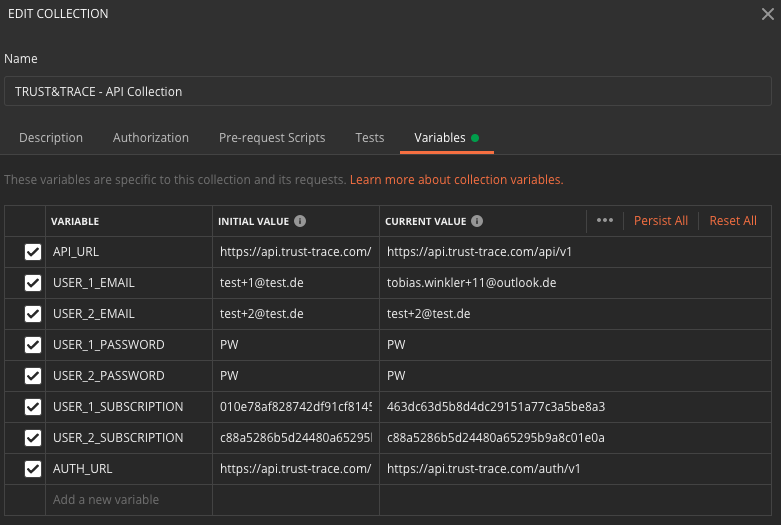 EDIT COLLECTION
Name
TRUST&TRACE - API Collection
Description Authorization Pre-request Scripts Tests Variables
These variables are specific to this collection and its requests. Learn more about collection variables.
VARIABLE INITIAL VALUE CURRENT VALUE Persist All Reset All
API_URL https://api.trust-trace.com/ https://api.trust-trace.com/api/v1
USER_1_EMAIL test+1@test.de tobias.winkler+11@outlook.de
USER_2_EMAIL test+2@test.de test+2@test.de
USER_1_PASSWORD PW PW
USER_2_PASSWORD PW PW
USER_1_SUBSCRIPTION 010e78af828742df91cf8145 463dc63d5b8d4dc29151a77c3a5be8a3
USER_2_SUBSCRIPTION c88a5286b5d24480a65295l c88a5286b5d24480a65295b9a8c01e0a
AUTH_URL https://api.trust-trace.com/ https://api.trust-trace.com/auth/v1
Add a new variable